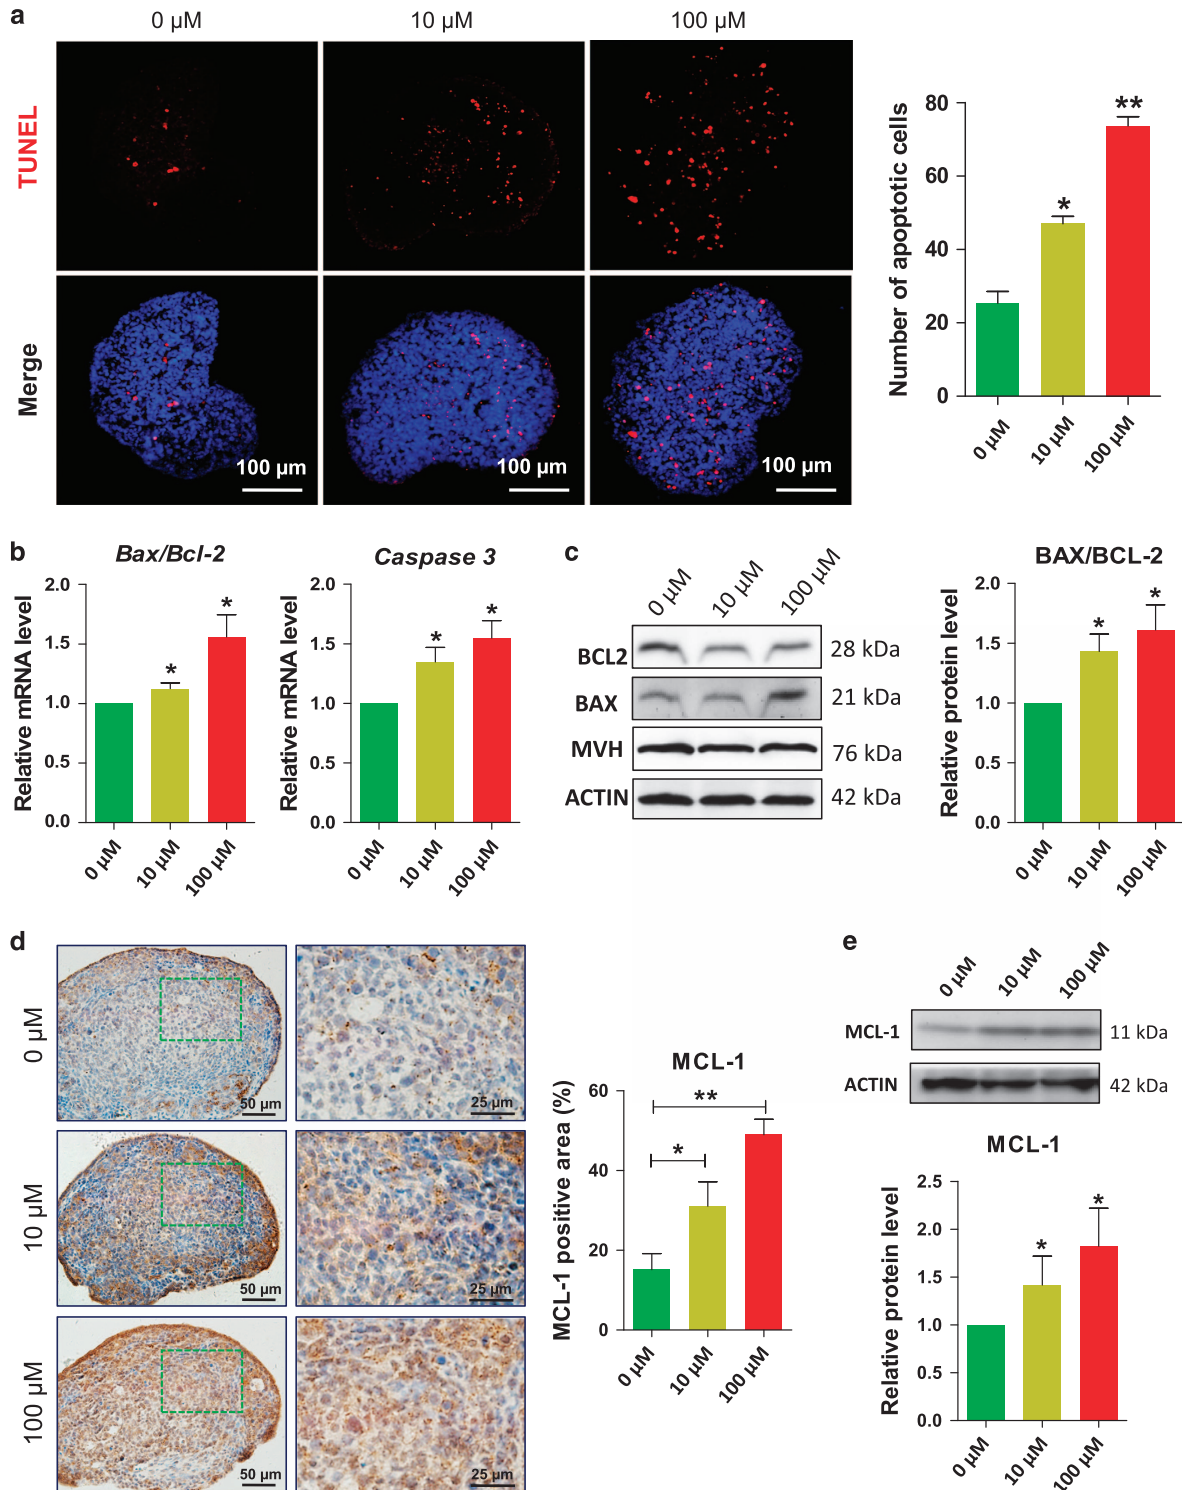 a
0 µM
10 µM
100 µM
TUNEL
Merge
100 µm
100 µm
100 µm
Number of apoptotic cells
80
60
40
20
0
**
*
0 µM
10 µM
100 µM
b
Bax/Bcl-2
Relative mRNA level
2.0
1.5
1.0
0.5
0.0
*
*
0 µM
10 µM
100 µM
Caspase 3
Relative mRNA level
2.0
1.5
1.0
0.5
0.0
*
*
0 µM
10 µM
100 µM
c
0 µM
10 µM
100 µM
BCL2
28 kDa
BAX
21 kDa
MVH
76 kDa
ACTIN
42 kDa
BAX/BCL-2
Relative protein level
2.0
1.5
1.0
0.5
0.0
*
*
0 µM
10 µM
100 µM
d
0 µM
50 µm
25 µm
10 µM
50 µm
25 µm
100 µM
50 µm
25 µm
MCL-1
MCL-1 positive area (%)
60
40
20
0
**
*
0 µM
10 µM
100 µM
e
0 µM
10 µM
100 µM
MCL-1
11 kDa
ACTIN
42 kDa
MCL-1
Relative protein level
2.5
2.0
1.5
1.0
0.5
0.0
*
*
0 µM
10 µM
100 µM